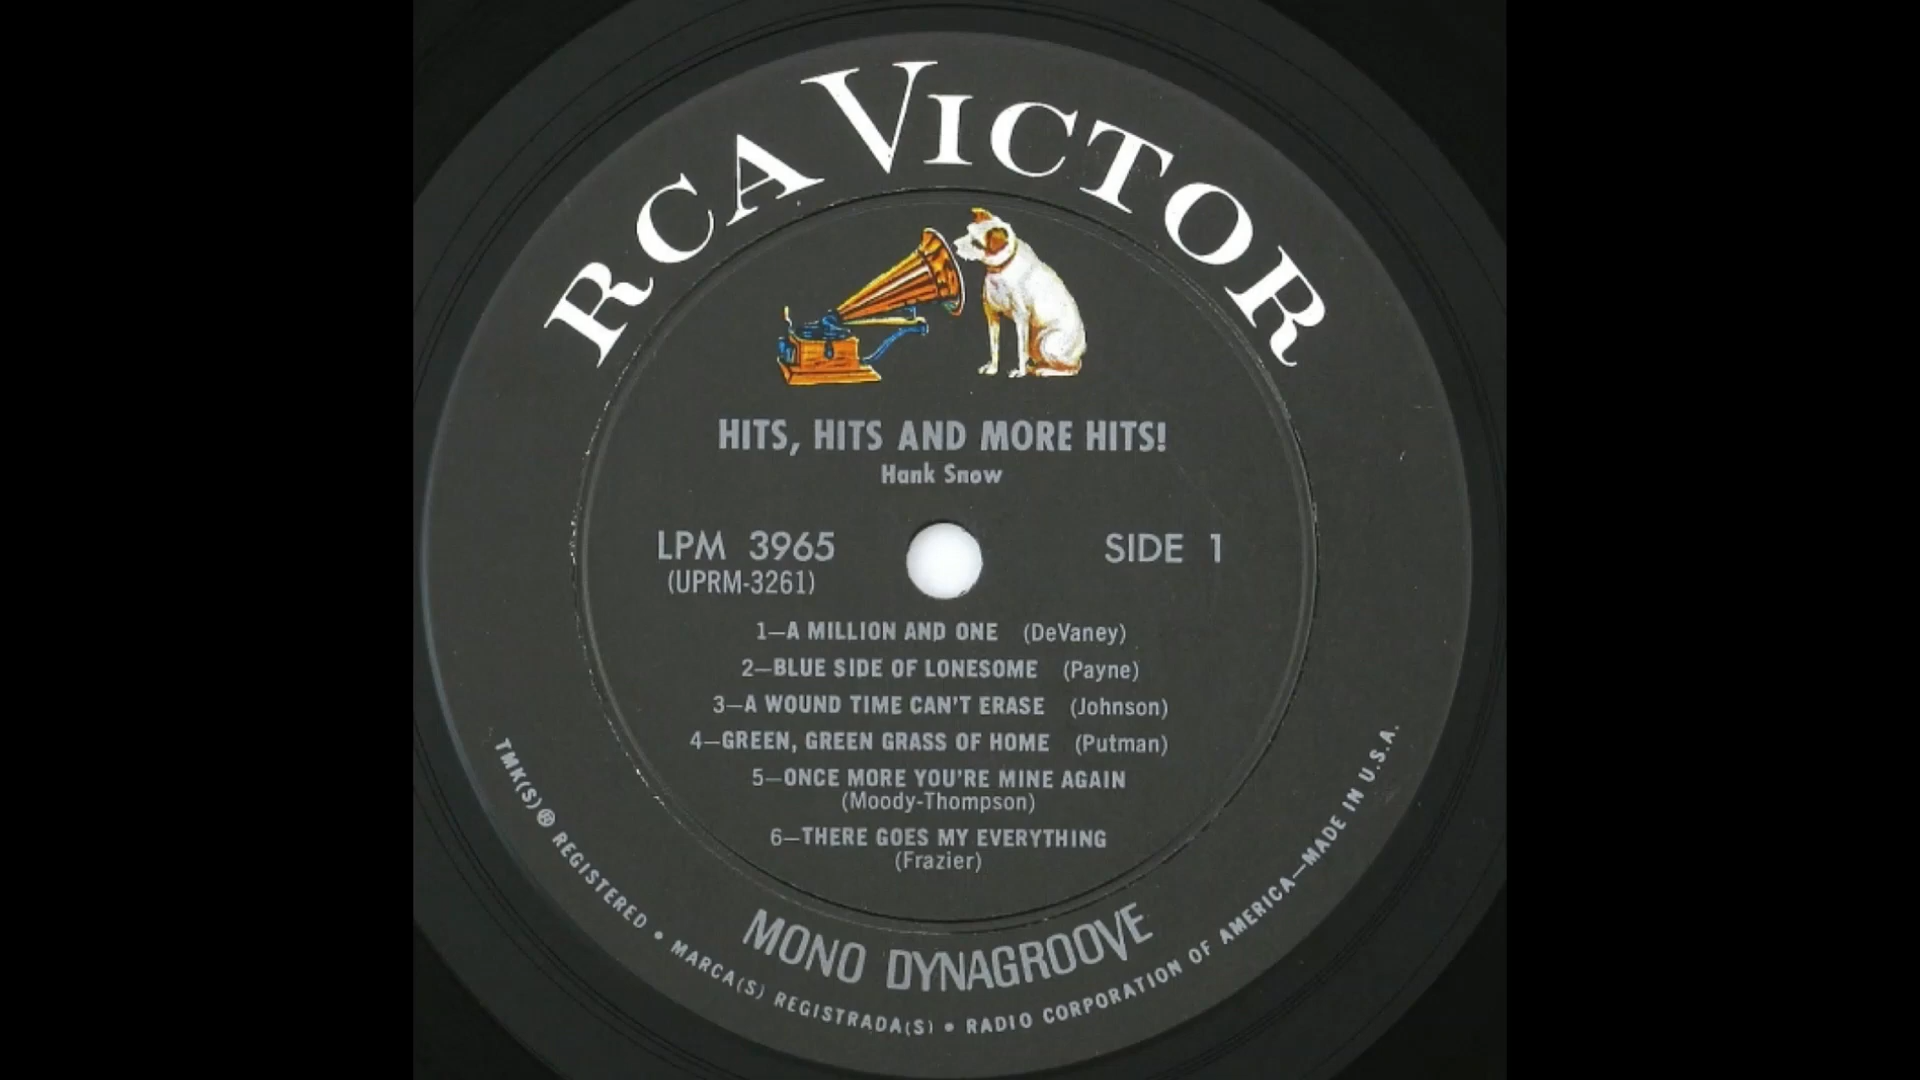 RCA VICTOR
HITS, HITS AND MORE HITS!
Hank Snow
LPM 3965
(UPRM-3261)
SIDE 1
1—A MILLION AND ONE (DeVaney)
2—BLUE SIDE OF LONESOME (Payne)
3—A WOUND TIME CAN'T ERASE (Johnson)
4—GREEN, GREEN GRASS OF HOME (Putman)
5—ONCE MORE YOU'RE MINE AGAIN
(Moody-Thompson)
6—THERE GOES MY EVERYTHING
(Frazier)
MONO DYNAGROOVE
TMK(S) ® REGISTERED • MARCA(S) REGISTRADA(S) • RADIO CORPORATION OF AMERICA—MADE IN U.S.A.